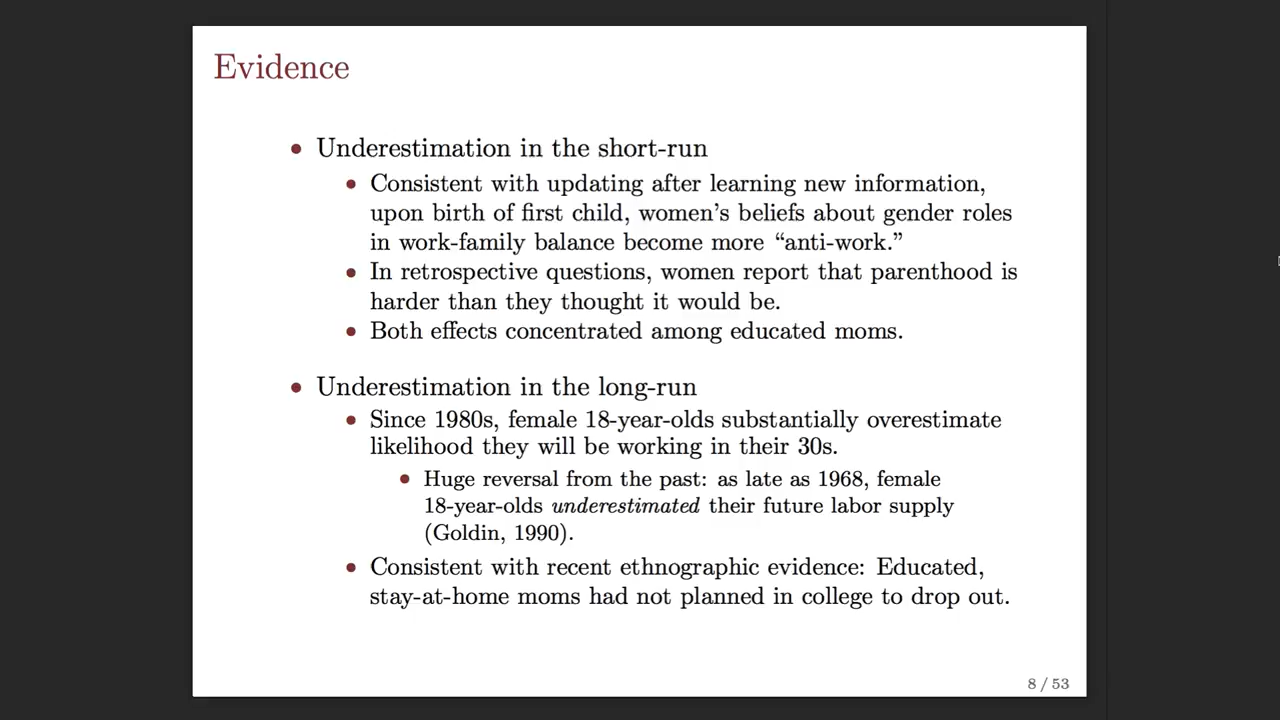 Evidence
• Underestimation in the short-run
• Consistent with updating after learning new information,
upon birth of first child, women’s beliefs about gender roles
in work-family balance become more “anti-work.”
• In retrospective questions, women report that parenthood is
harder than they thought it would be.
• Both effects concentrated among educated moms.
• Underestimation in the long-run
• Since 1980s, female 18-year-olds substantially overestimate
likelihood they will be working in their 30s.
• Huge reversal from the past: as late as 1968, female
18-year-olds underestimated their future labor supply
(Goldin, 1990).
• Consistent with recent ethnographic evidence: Educated,
stay-at-home moms had not planned in college to drop out.
8 / 53